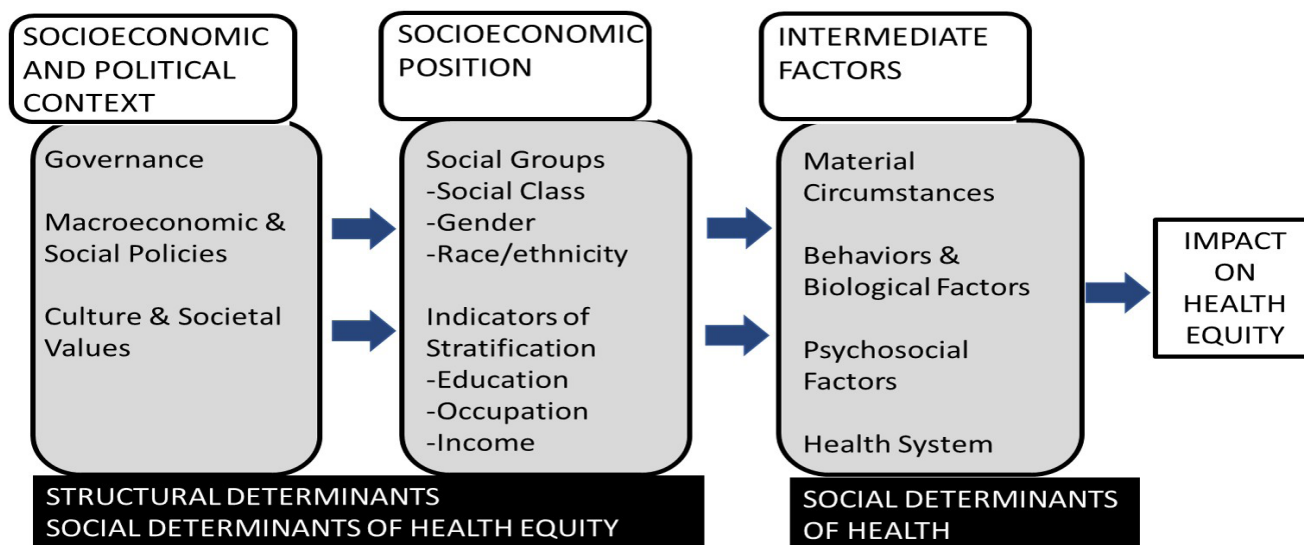 SOCIOECONOMIC
AND POLITICAL
CONTEXT
Governance
Macroeconomic &
Social Policies
Culture & Societal
Values
SOCIOECONOMIC
POSITION
Social Groups
-Social Class
-Gender
-Race/ethnicity
Indicators of
Stratification
-Education
-Occupation
-Income
STRUCTURAL DETERMINANTS
SOCIAL DETERMINANTS OF HEALTH EQUITY
INTERMEDIATE
FACTORS
Material
Circumstances
Behaviors &
Biological Factors
Psychosocial
Factors
Health System
SOCIAL DETERMINANTS
OF HEALTH
IMPACT
ON
HEALTH
EQUITY